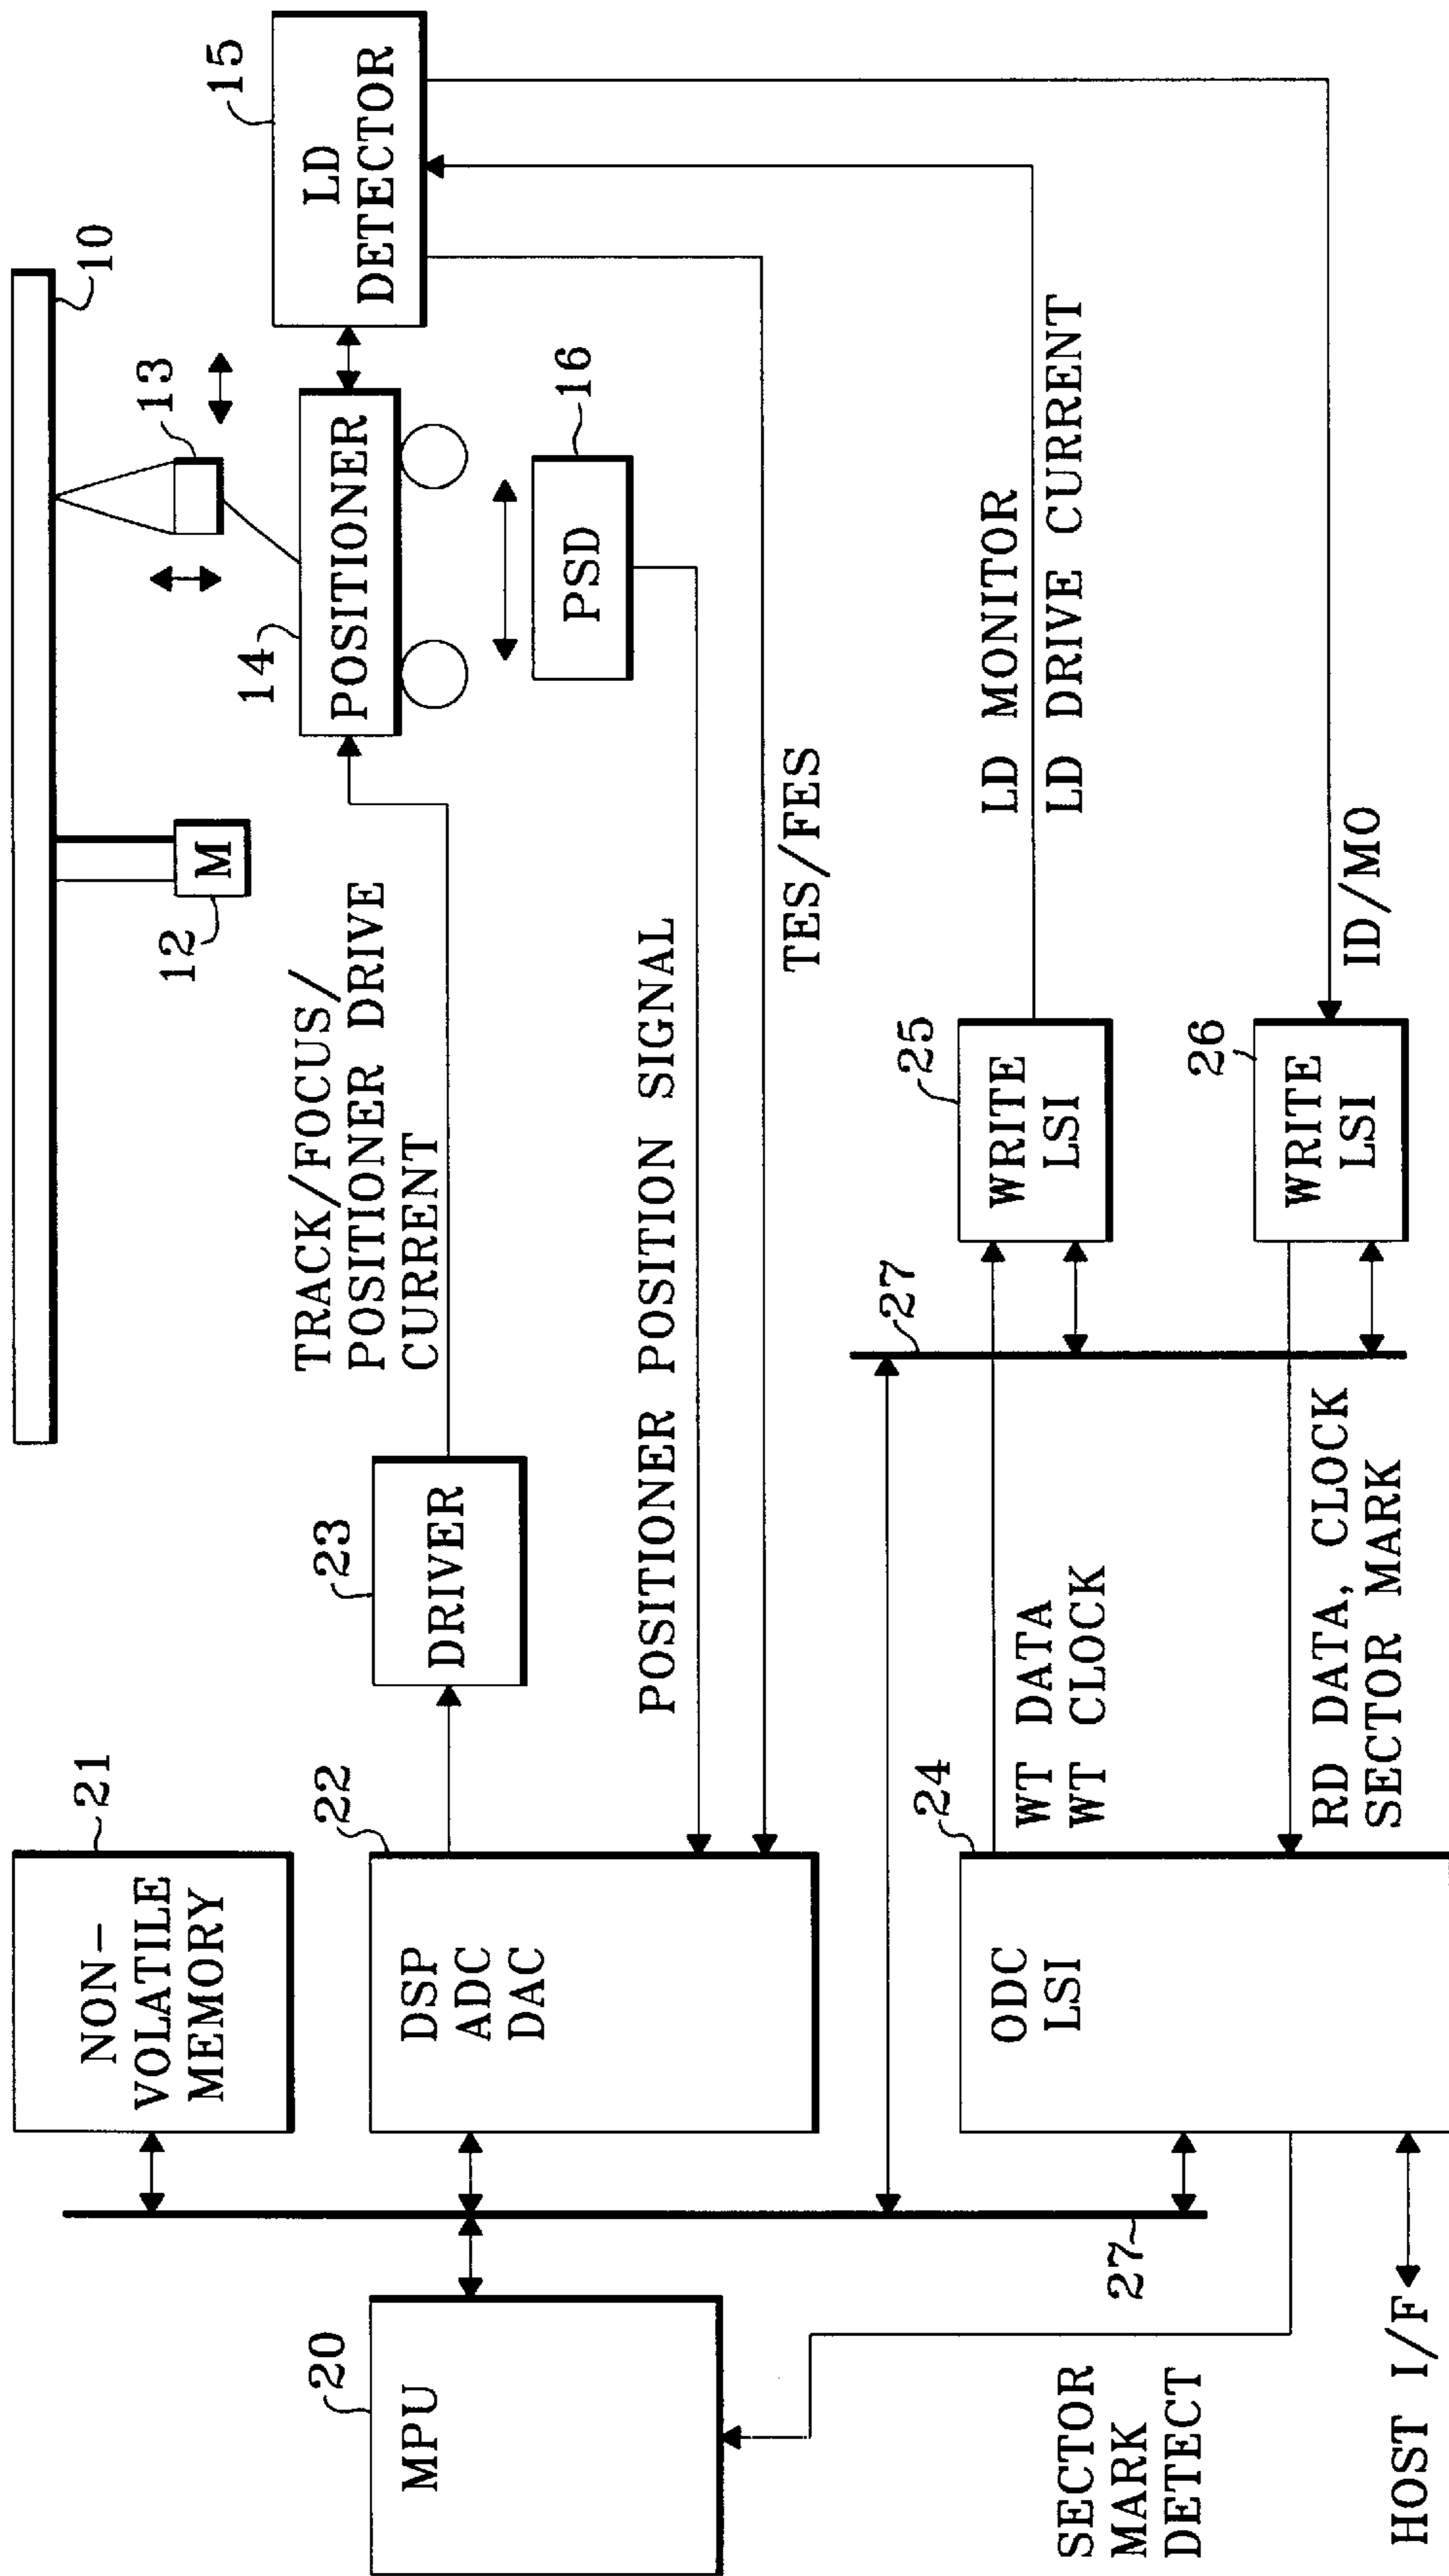 10
M
12
13
14
POSITIONER
15
LD
DETECTOR
16
PSD
21
NON-
VOLATILE
MEMORY
20
MPU
22
DSP
ADC
DAC
23
DRIVER
TRACK/FOCUS/
POSITIONER DRIVE
CURRENT
POSITIONER POSITION SIGNAL
TES/FES
27
SECTOR
MARK
DETECT
HOST I/F
24
ODC
LSI
WT DATA
WT CLOCK
RD DATA, CLOCK
SECTOR MARK
27
25
WRITE
LSI
26
WRITE
LSI
LD MONITOR
LD DRIVE CURRENT
ID/MO